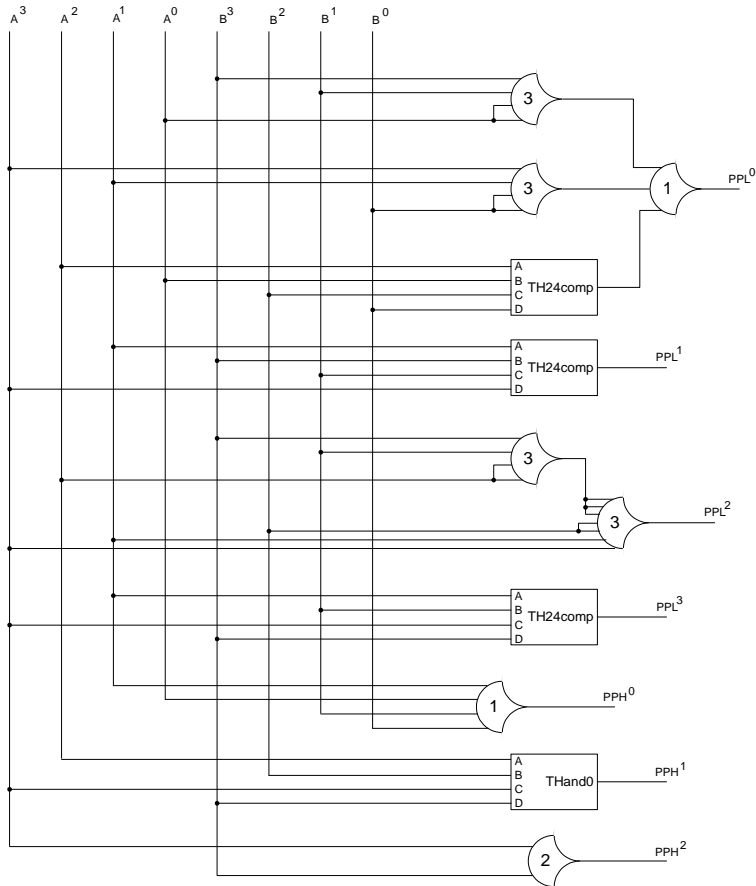 A³ A² A¹ A⁰ B³ B² B¹ B⁰
3
3
1
PPL⁰
A
B
C
D
TH24comp
A
B
C
D
TH24comp
PPL¹
3
3
PPL²
A
B
C
D
TH24comp
PPL³
1
PPH⁰
A
B
C
D
THand0
PPH¹
2
PPH²